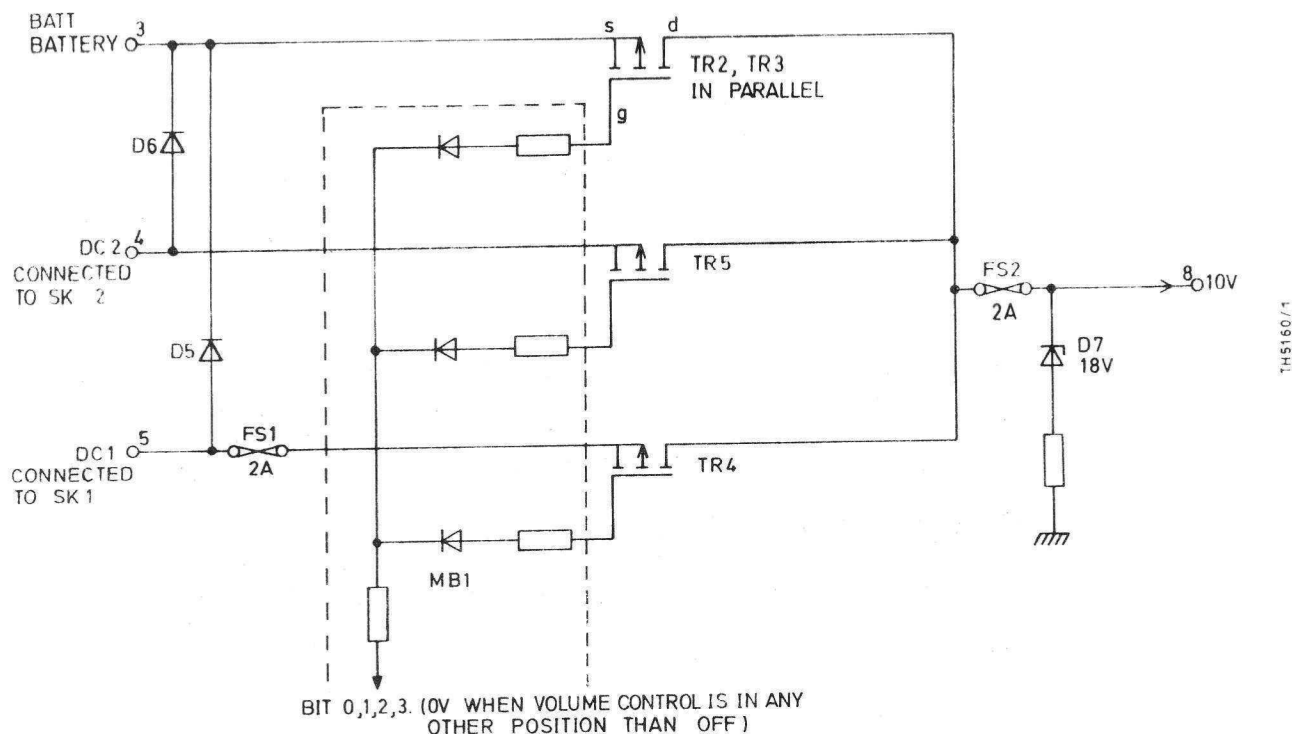 BATT
BATTERY 3
s d
TR2, TR3
IN PARALLEL
g
D6
DC 2 4
CONNECTED
TO SK 2
TR5
FS2
2A
8 10V
D7
18V
D5
DC1 5
CONNECTED
TO SK1
FS1
2A
TR4
MB1
BIT 0,1,2,3. (0V WHEN VOLUME CONTROL IS IN ANY
OTHER POSITION THAN OFF)
TH5160/1